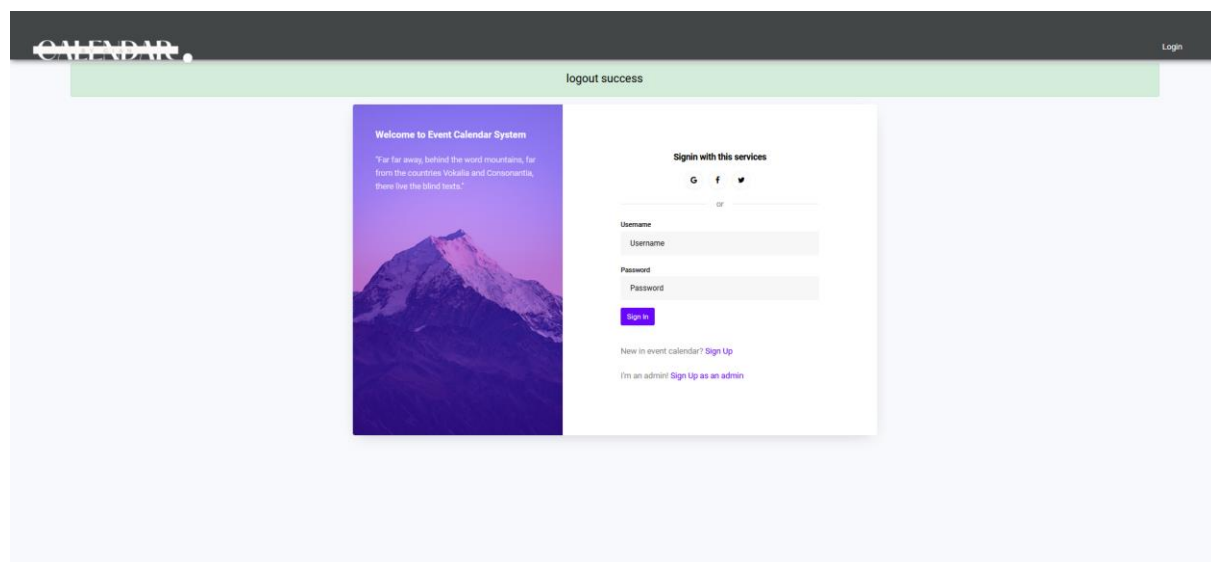 CALENDAR.
Login
logout success
Welcome to Event Calendar System
"Far far away, behind the word mountains, far
from the countries Vokalia and Consonantia,
there live the blind texts."
Signin with this services
G f
or
Username
Username
Password
Password
Sign In
New in event calendar? Sign Up
I'm an admin! Sign Up as an admin